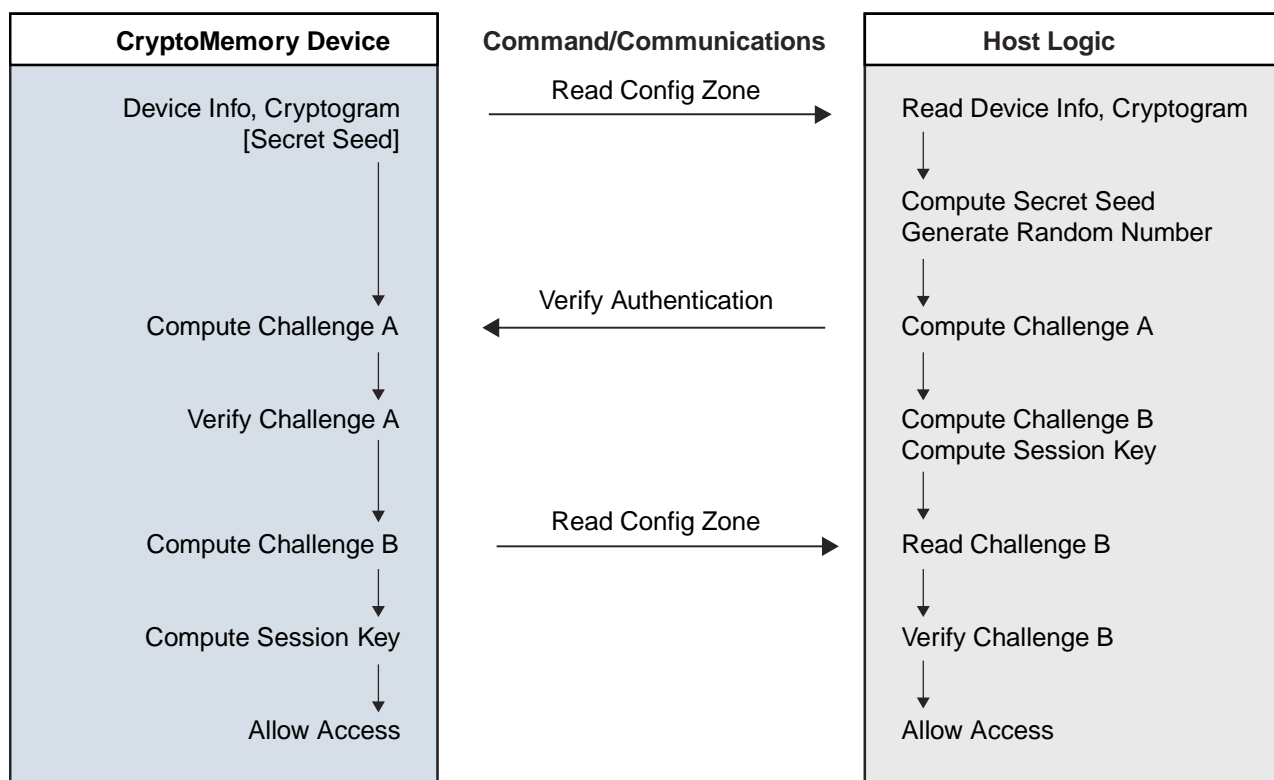 CryptoMemory Device
Command/Communications
Host Logic
Device Info, Cryptogram
[Secret Seed]
Read Config Zone
Read Device Info, Cryptogram
Compute Secret Seed
Generate Random Number
Compute Challenge A
Verify Authentication
Compute Challenge A
Verify Challenge A
Compute Challenge B
Compute Session Key
Compute Challenge B
Read Config Zone
Read Challenge B
Compute Session Key
Verify Challenge B
Allow Access
Allow Access